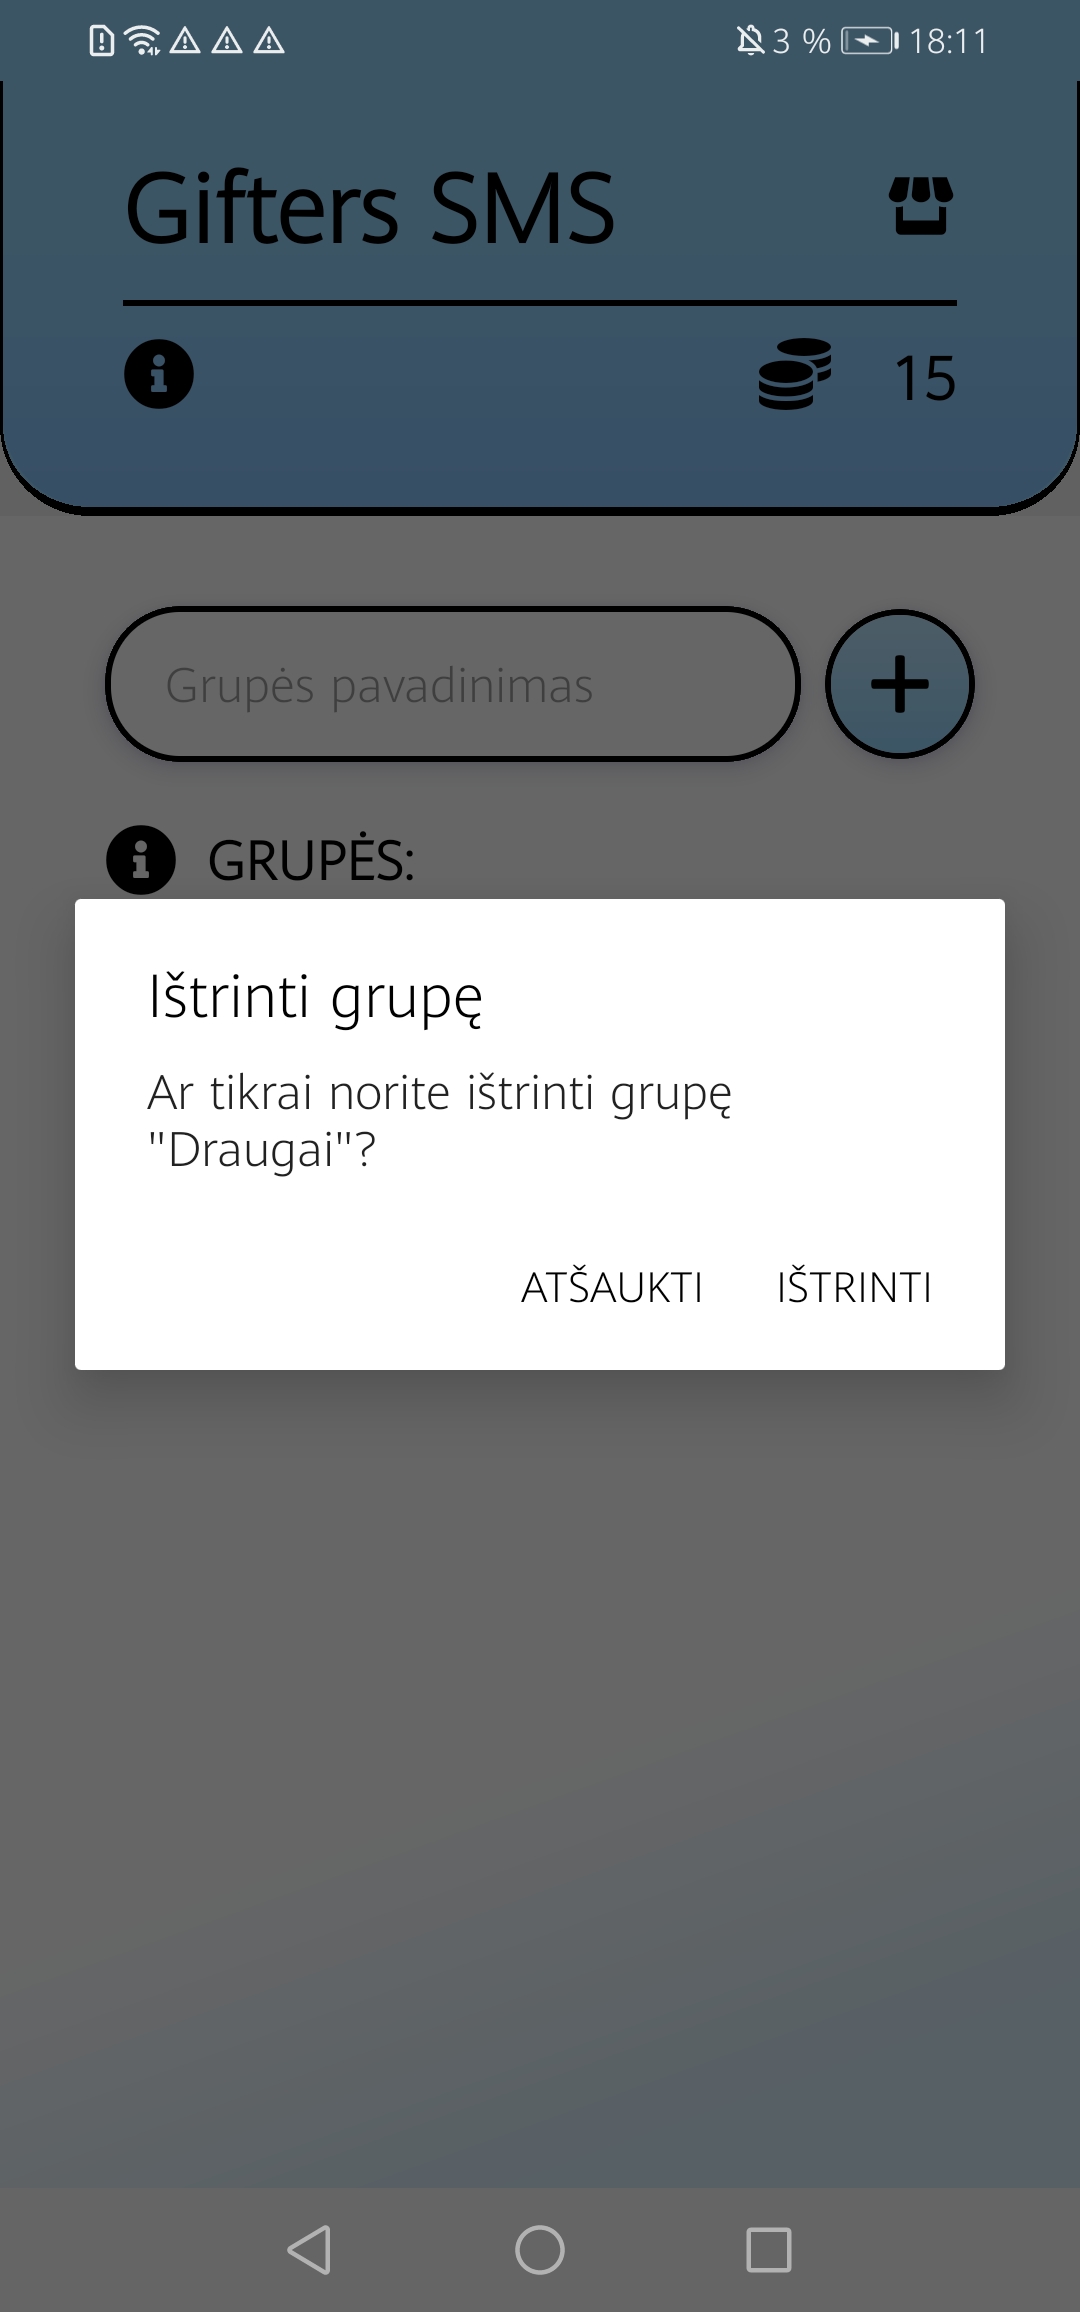 3 % 18:11
Gifters SMS
15
Grupės pavadinimas
GRUPĖS:
Ištrinti grupę
Ar tikrai norite ištrinti grupę
"Draugai"?
ATŠAUKTI IŠTRINTI